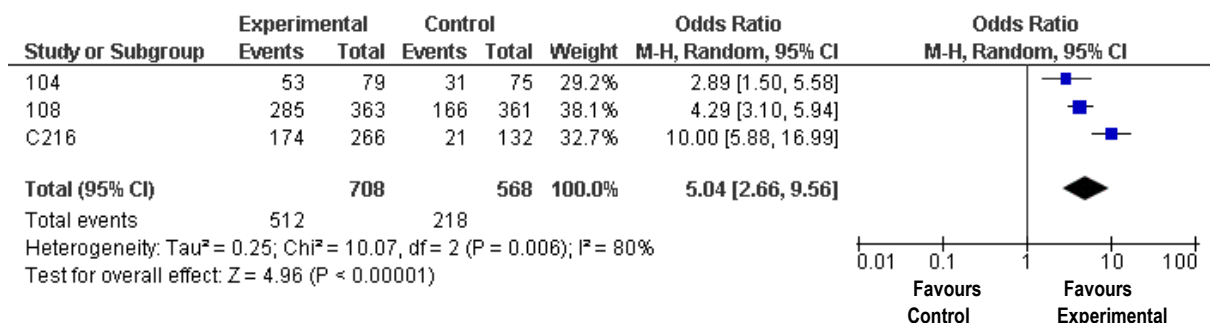 Experimental Control Odds Ratio Odds Ratio
Study or Subgroup Events Total Events Total Weight M-H, Random, 95% CI M-H, Random, 95% CI
104 53 79 31 75 29.2% 2.89 [1.50, 5.58]
108 285 363 166 361 38.1% 4.29 [3.10, 5.94]
C216 174 266 21 132 32.7% 10.00 [5.88, 16.99]
Total (95% CI) 708 568 100.0% 5.04 [2.66, 9.56]
Total events 512 218
Heterogeneity: Tau² = 0.25; Chi² = 10.07, df = 2 (P = 0.006); I² = 80%
Test for overall effect: Z = 4.96 (P < 0.00001)
0.01 0.1 1 10 100
Favours Favours
Control Experimental